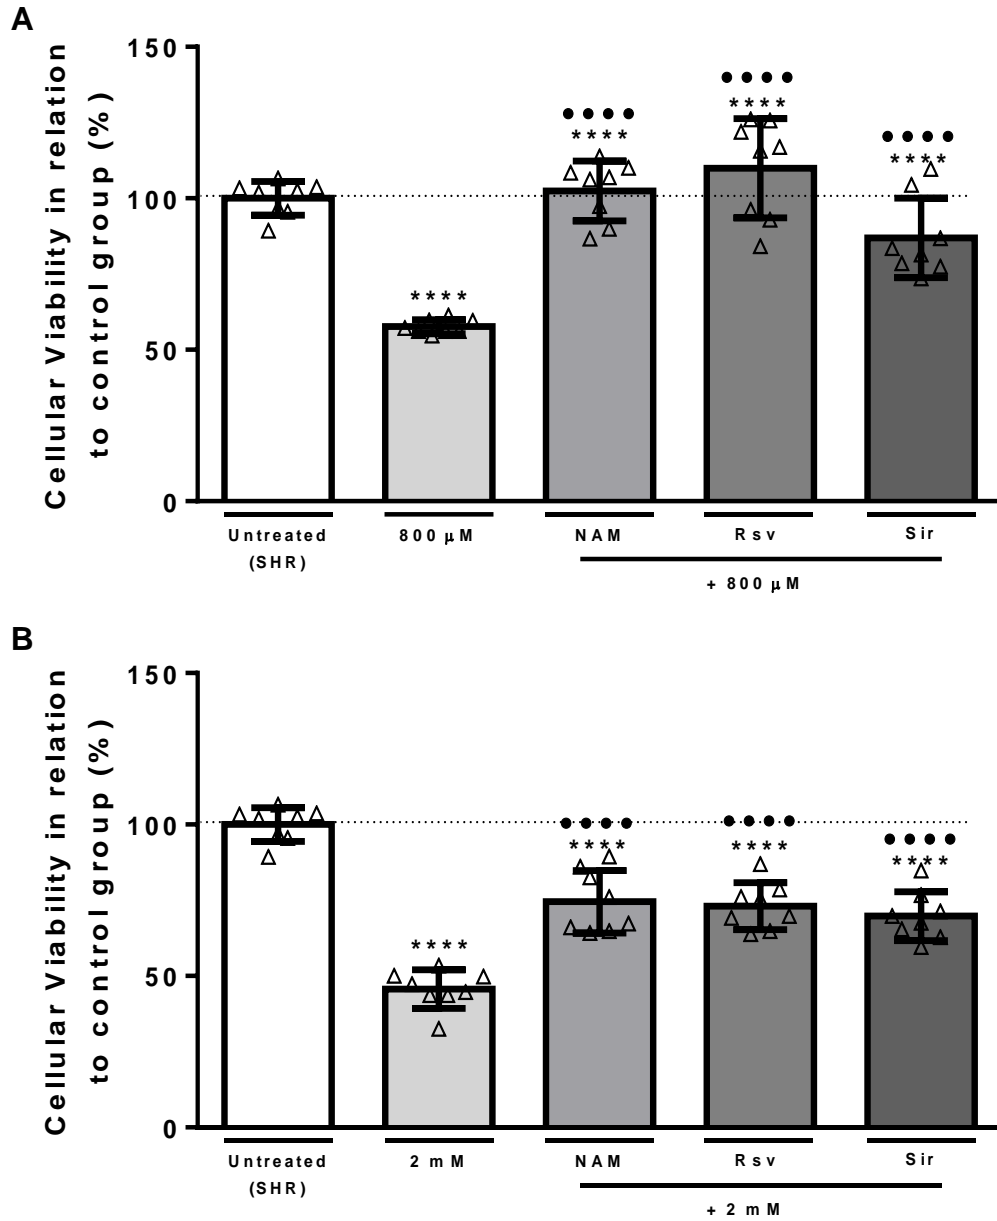 A
Cellular Viability in relation
to control group (%)
150
100
50
0
●●●●
****
●●●●
****
●●●●
****
****
Untreated
(SHR)
800 µM
NAM
Rsv
Sir
+ 800 µM
B
Cellular Viability in relation
to control group (%)
150
100
50
0
●●●●
****
●●●●
****
●●●●
****
****
Untreated
(SHR)
2 mM
NAM
Rsv
Sir
+ 2 mM